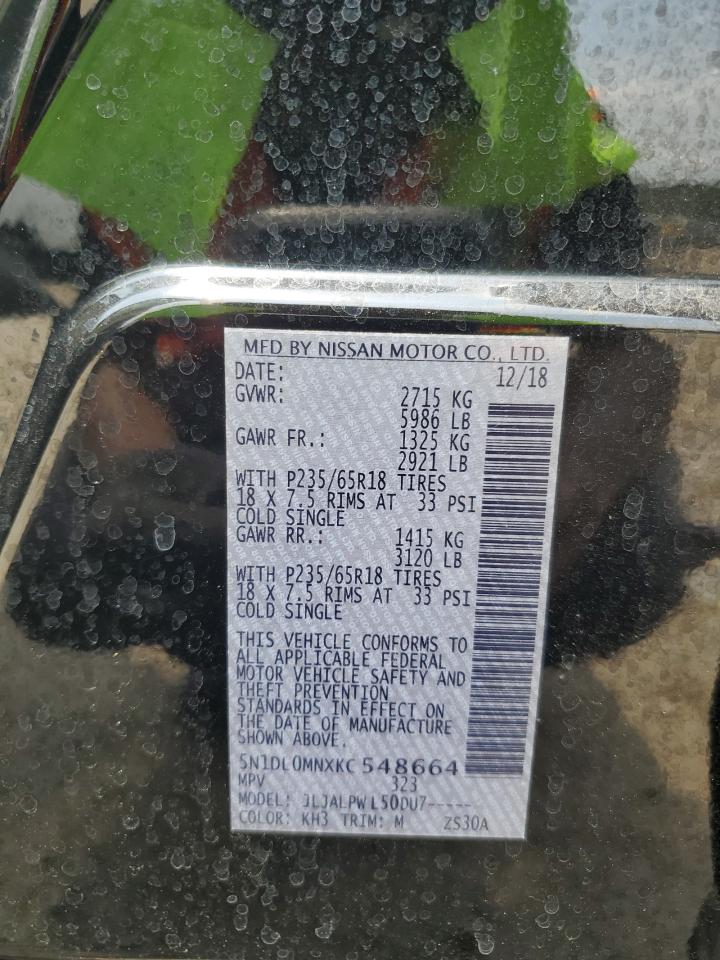 MFD BY NISSAN MOTOR CO., LTD.
DATE: 12/18
GVWR: 2715 KG
5986 LB
GAWR FR.: 1325 KG
2921 LB
WITH P235/65R18 TIRES
18 X 7.5 RIMS AT 33 PSI
COLD SINGLE
GAWR RR.: 1415 KG
3120 LB
WITH P235/65R18 TIRES
18 X 7.5 RIMS AT 33 PSI
COLD SINGLE
THIS VEHICLE CONFORMS TO
ALL APPLICABLE FEDERAL
MOTOR VEHICLE SAFETY AND
THEFT PREVENTION
STANDARDS IN EFFECT ON
THE DATE OF MANUFACTURE
SHOWN ABOVE.
5N1DL0MNXKC 548664
MPV 323
MODEL: JLJALPW L50DU7-----
COLOR: KH3 TRIM: M ZS30A